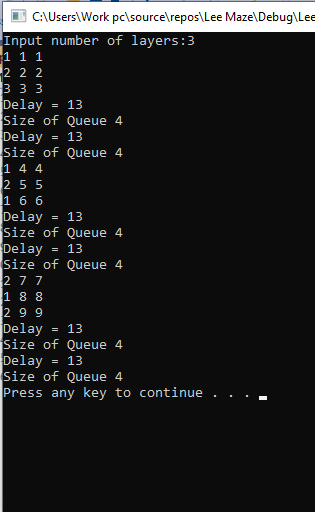 C:\Users\Work pc\source\repos\Lee Maze\Debug\Lee
Input number of layers:3
1 1 1
2 2 2
3 3 3
Delay = 13
Size of Queue 4
Delay = 13
Size of Queue 4
1 4 4
2 5 5
1 6 6
Delay = 13
Size of Queue 4
Delay = 13
Size of Queue 4
2 7 7
1 8 8
2 9 9
Delay = 13
Size of Queue 4
Delay = 13
Size of Queue 4
Press any key to continue . . .